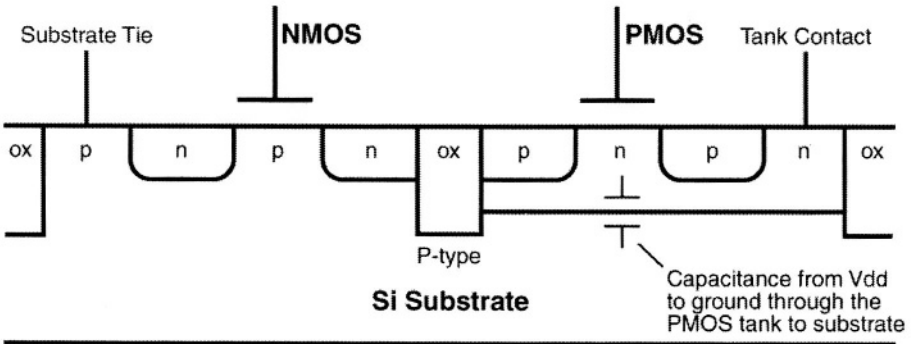 Substrate Tie
NMOS
PMOS
Tank Contact
ox p n p n ox p n p n ox
P-type
Si Substrate
Capacitance from Vdd
to ground through the
PMOS tank to substrate